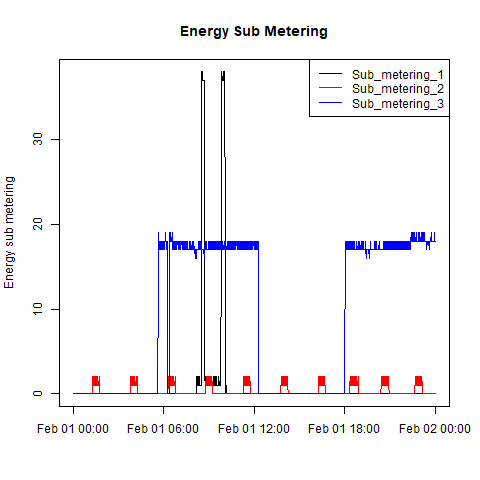 Energy Sub Metering
Sub_metering_1
Sub_metering_2
Sub_metering_3
Energy sub metering
30
20
10
0
Feb 01 00:00
Feb 01 06:00
Feb 01 12:00
Feb 01 18:00
Feb 02 00:00